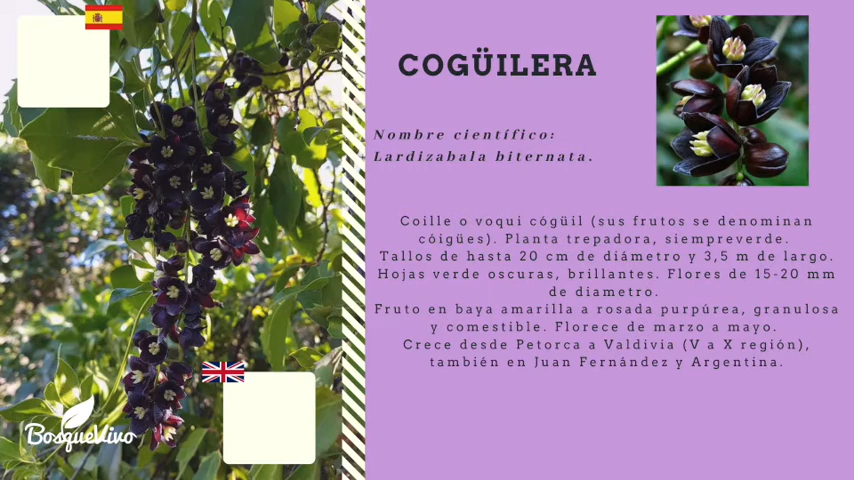 COGÜILERA
Nombre científico:
Lardizabala biternata.
Coille o voqui cógüil (sus frutos se denominan
cóigües). Planta trepadora, siempreverde.
Tallos de hasta 20 cm de diámetro y 3,5 m de largo.
Hojas verde oscuras, brillantes. Flores de 15-20 mm
de diametro.
Fruto en baya amarilla a rosada purpúrea, granulosa
y comestible. Florece de marzo a mayo.
Crece desde Petorca a Valdivia (V a X región),
también en Juan Fernández y Argentina.
BosqueVivo